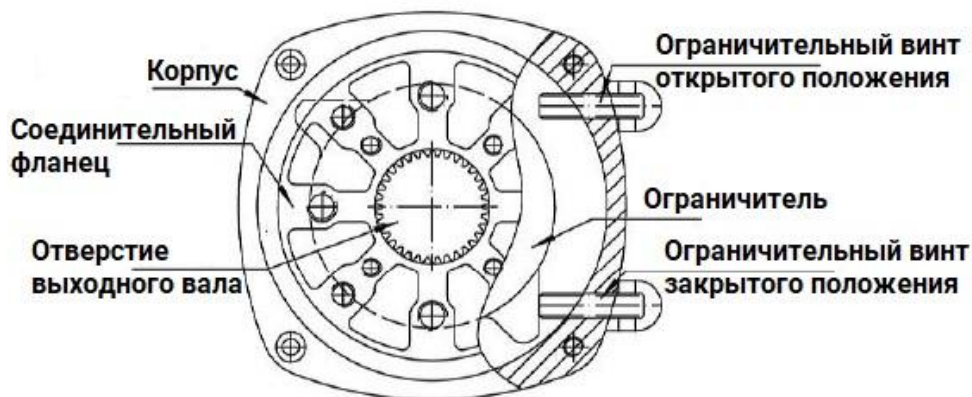 Корпус
Соединительный
фланец
Отверстие
выходного вала
Ограничительный винт
открытого положения
Ограничитель
Ограничительный винт
закрытого положения